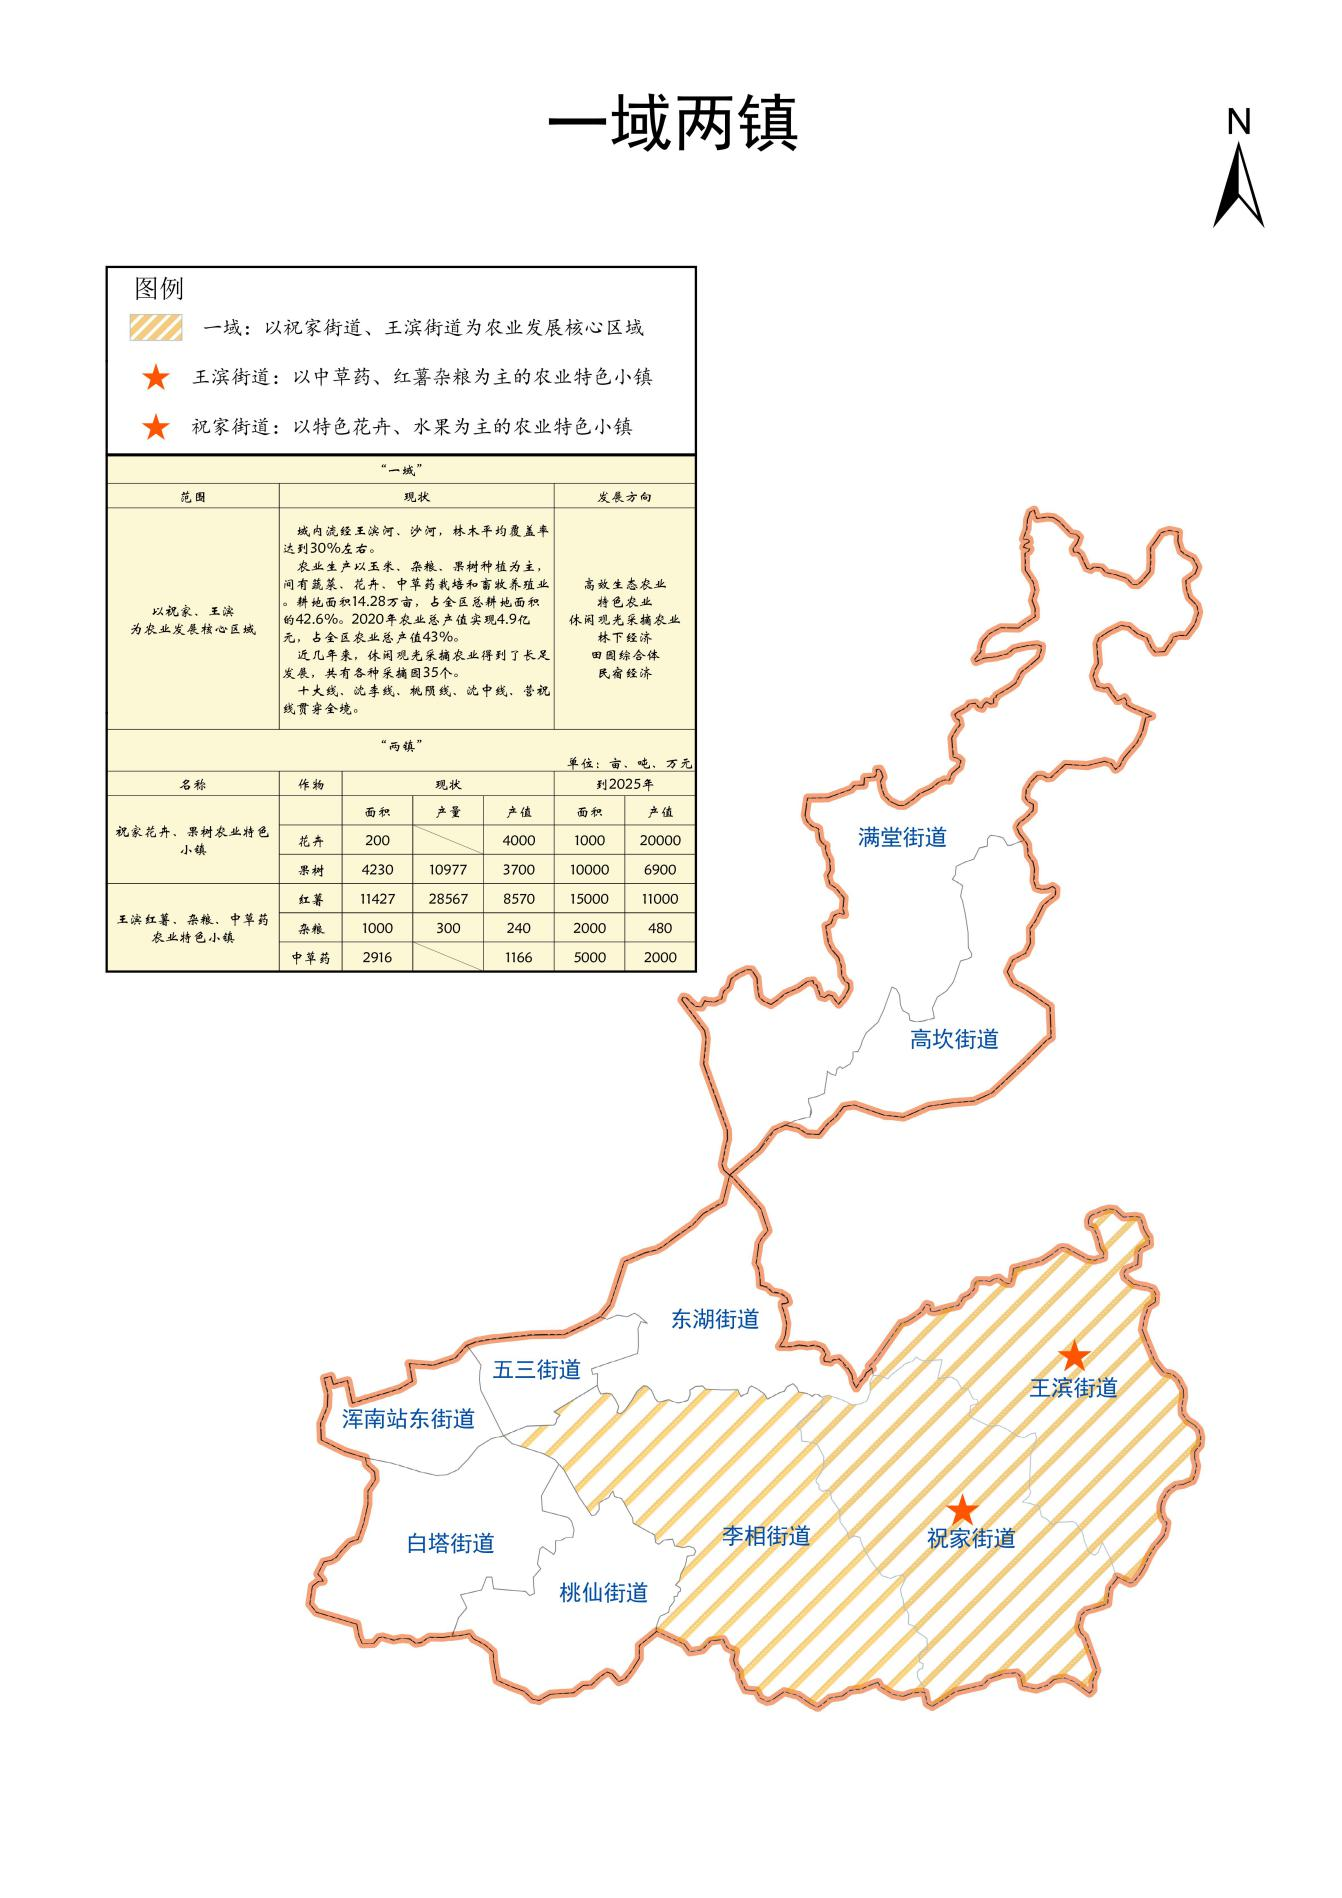 一域两镇
N
图例
一域：以祝家街道、王滨街道为农业发展核心区域
王滨街道：以中草药、红薯杂粮为主的农业特色小镇
祝家街道：以特色花卉、水果为主的农业特色小镇
“一域”
范围 现状 发展方向
以祝家、王滨
为农业发展核心区域
域内流经王滨河、沙河，林木平均覆盖率
达到30%左右。
农业生产以玉米、杂粮、果树种植为主，
间有蔬菜、花卉、中草药栽培和畜牧养殖业
。耕地面积14.28万亩，占全区总耕地面积
的42.6%。2020年农业总产值实现4.9亿
元，占全区农业总产值43%。
近几年来，休闲观光采摘农业得到了长足
发展，共有各种采摘园35个。
十大线、沈李线、桃陨线、沈中线、营祝
线贯穿全境。
高效生态农业
特色农业
休闲观光采摘农业
林下经济
田园综合体
民宿经济
“两镇”
单位：亩、吨、万元
名称 作物 现状 到2025年
面积 产量 产值 面积 产值
祝家花卉、果树农业特色
小镇
花卉 200 4000 1000 20000
果树 4230 10977 3700 10000 6900
王滨红薯、杂粮、中草药
农业特色小镇
红薯 11427 28567 8570 15000 11000
杂粮 1000 300 240 2000 480
中草药 2916 1166 5000 2000
满堂街道
高坎街道
东湖街道
五三街道
王滨街道
浑南站东街道
李相街道
祝家街道
白塔街道
桃仙街道